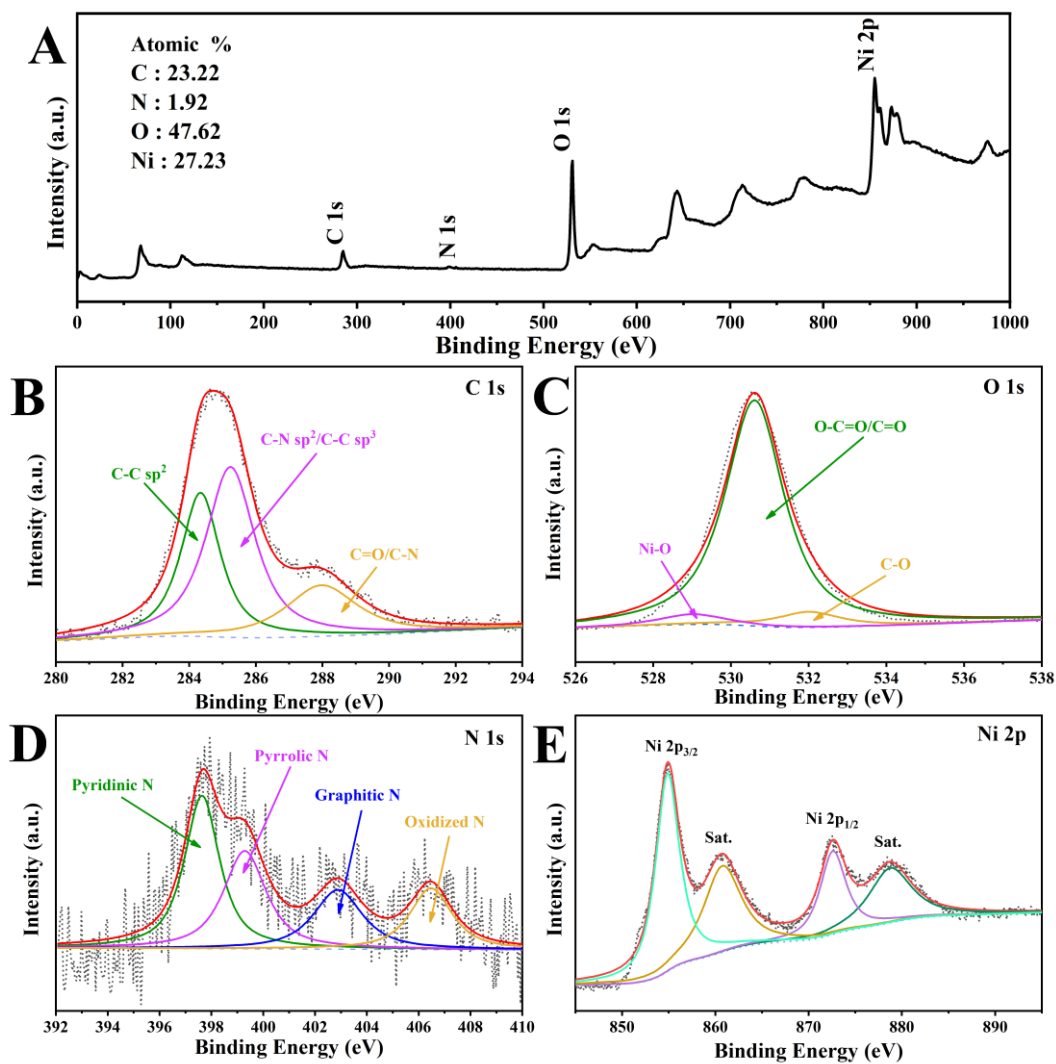 A
Atomic %
C : 23.22
N : 1.92
O : 47.62
Ni : 27.23
C 1s
N 1s
O 1s
Ni 2p
Intensity (a.u.)
0 100 200 300 400 500 600 700 800 900 1000
Binding Energy (eV)
B
C 1s
C-C sp²
C-N sp²/C-C sp³
C=O/C-N
Intensity (a.u.)
280 282 284 286 288 290 292 294
Binding Energy (eV)
C
O 1s
O-C=O/C=O
Ni-O
C-O
Intensity (a.u.)
526 528 530 532 534 536 538
Binding Energy (eV)
D
N 1s
Pyridinic N
Pyrrolic N
Graphitic N
Oxidized N
Intensity (a.u.)
392 394 396 398 400 402 404 406 408 410
Binding Energy (eV)
E
Ni 2p
Ni 2p₃/₂
Sat.
Ni 2p₁/₂
Sat.
Intensity (a.u.)
850 860 870 880 890
Binding Energy (eV)